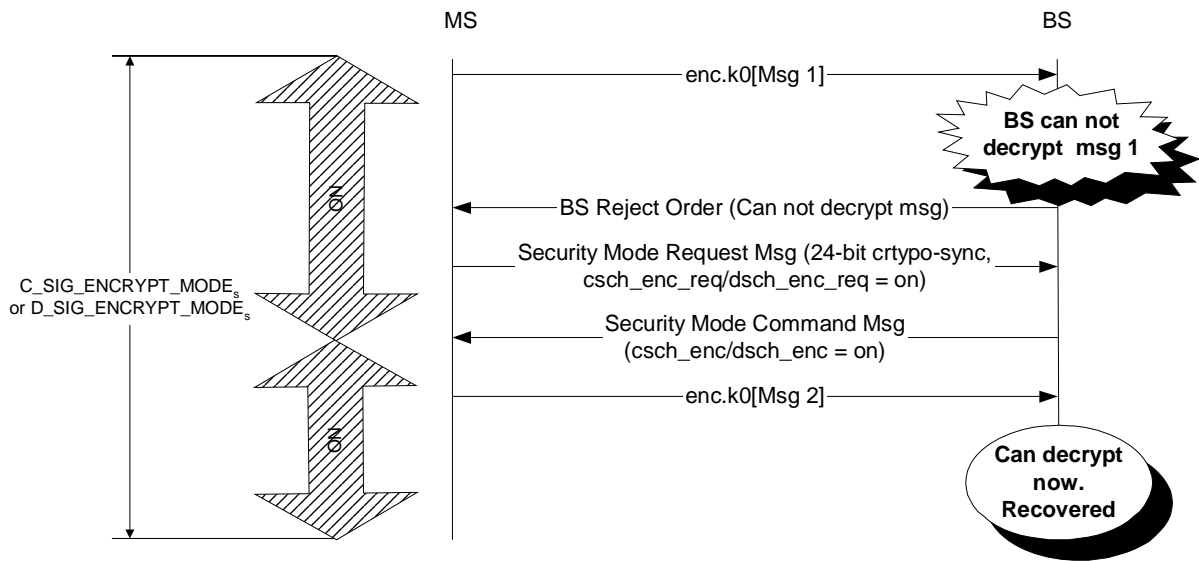 MS
BS
enc.k0[Msg 1]
BS can not
decrypt msg 1
ON
BS Reject Order (Can not decrypt msg)
Security Mode Request Msg (24-bit crtypo-sync,
csch_enc_req/dsch_enc_req = on)
C_SIG_ENCRYPT_MODEs
or D_SIG_ENCRYPT_MODEs
Security Mode Command Msg
(csch_enc/dsch_enc = on)
enc.k0[Msg 2]
ON
Can decrypt
now.
Recovered